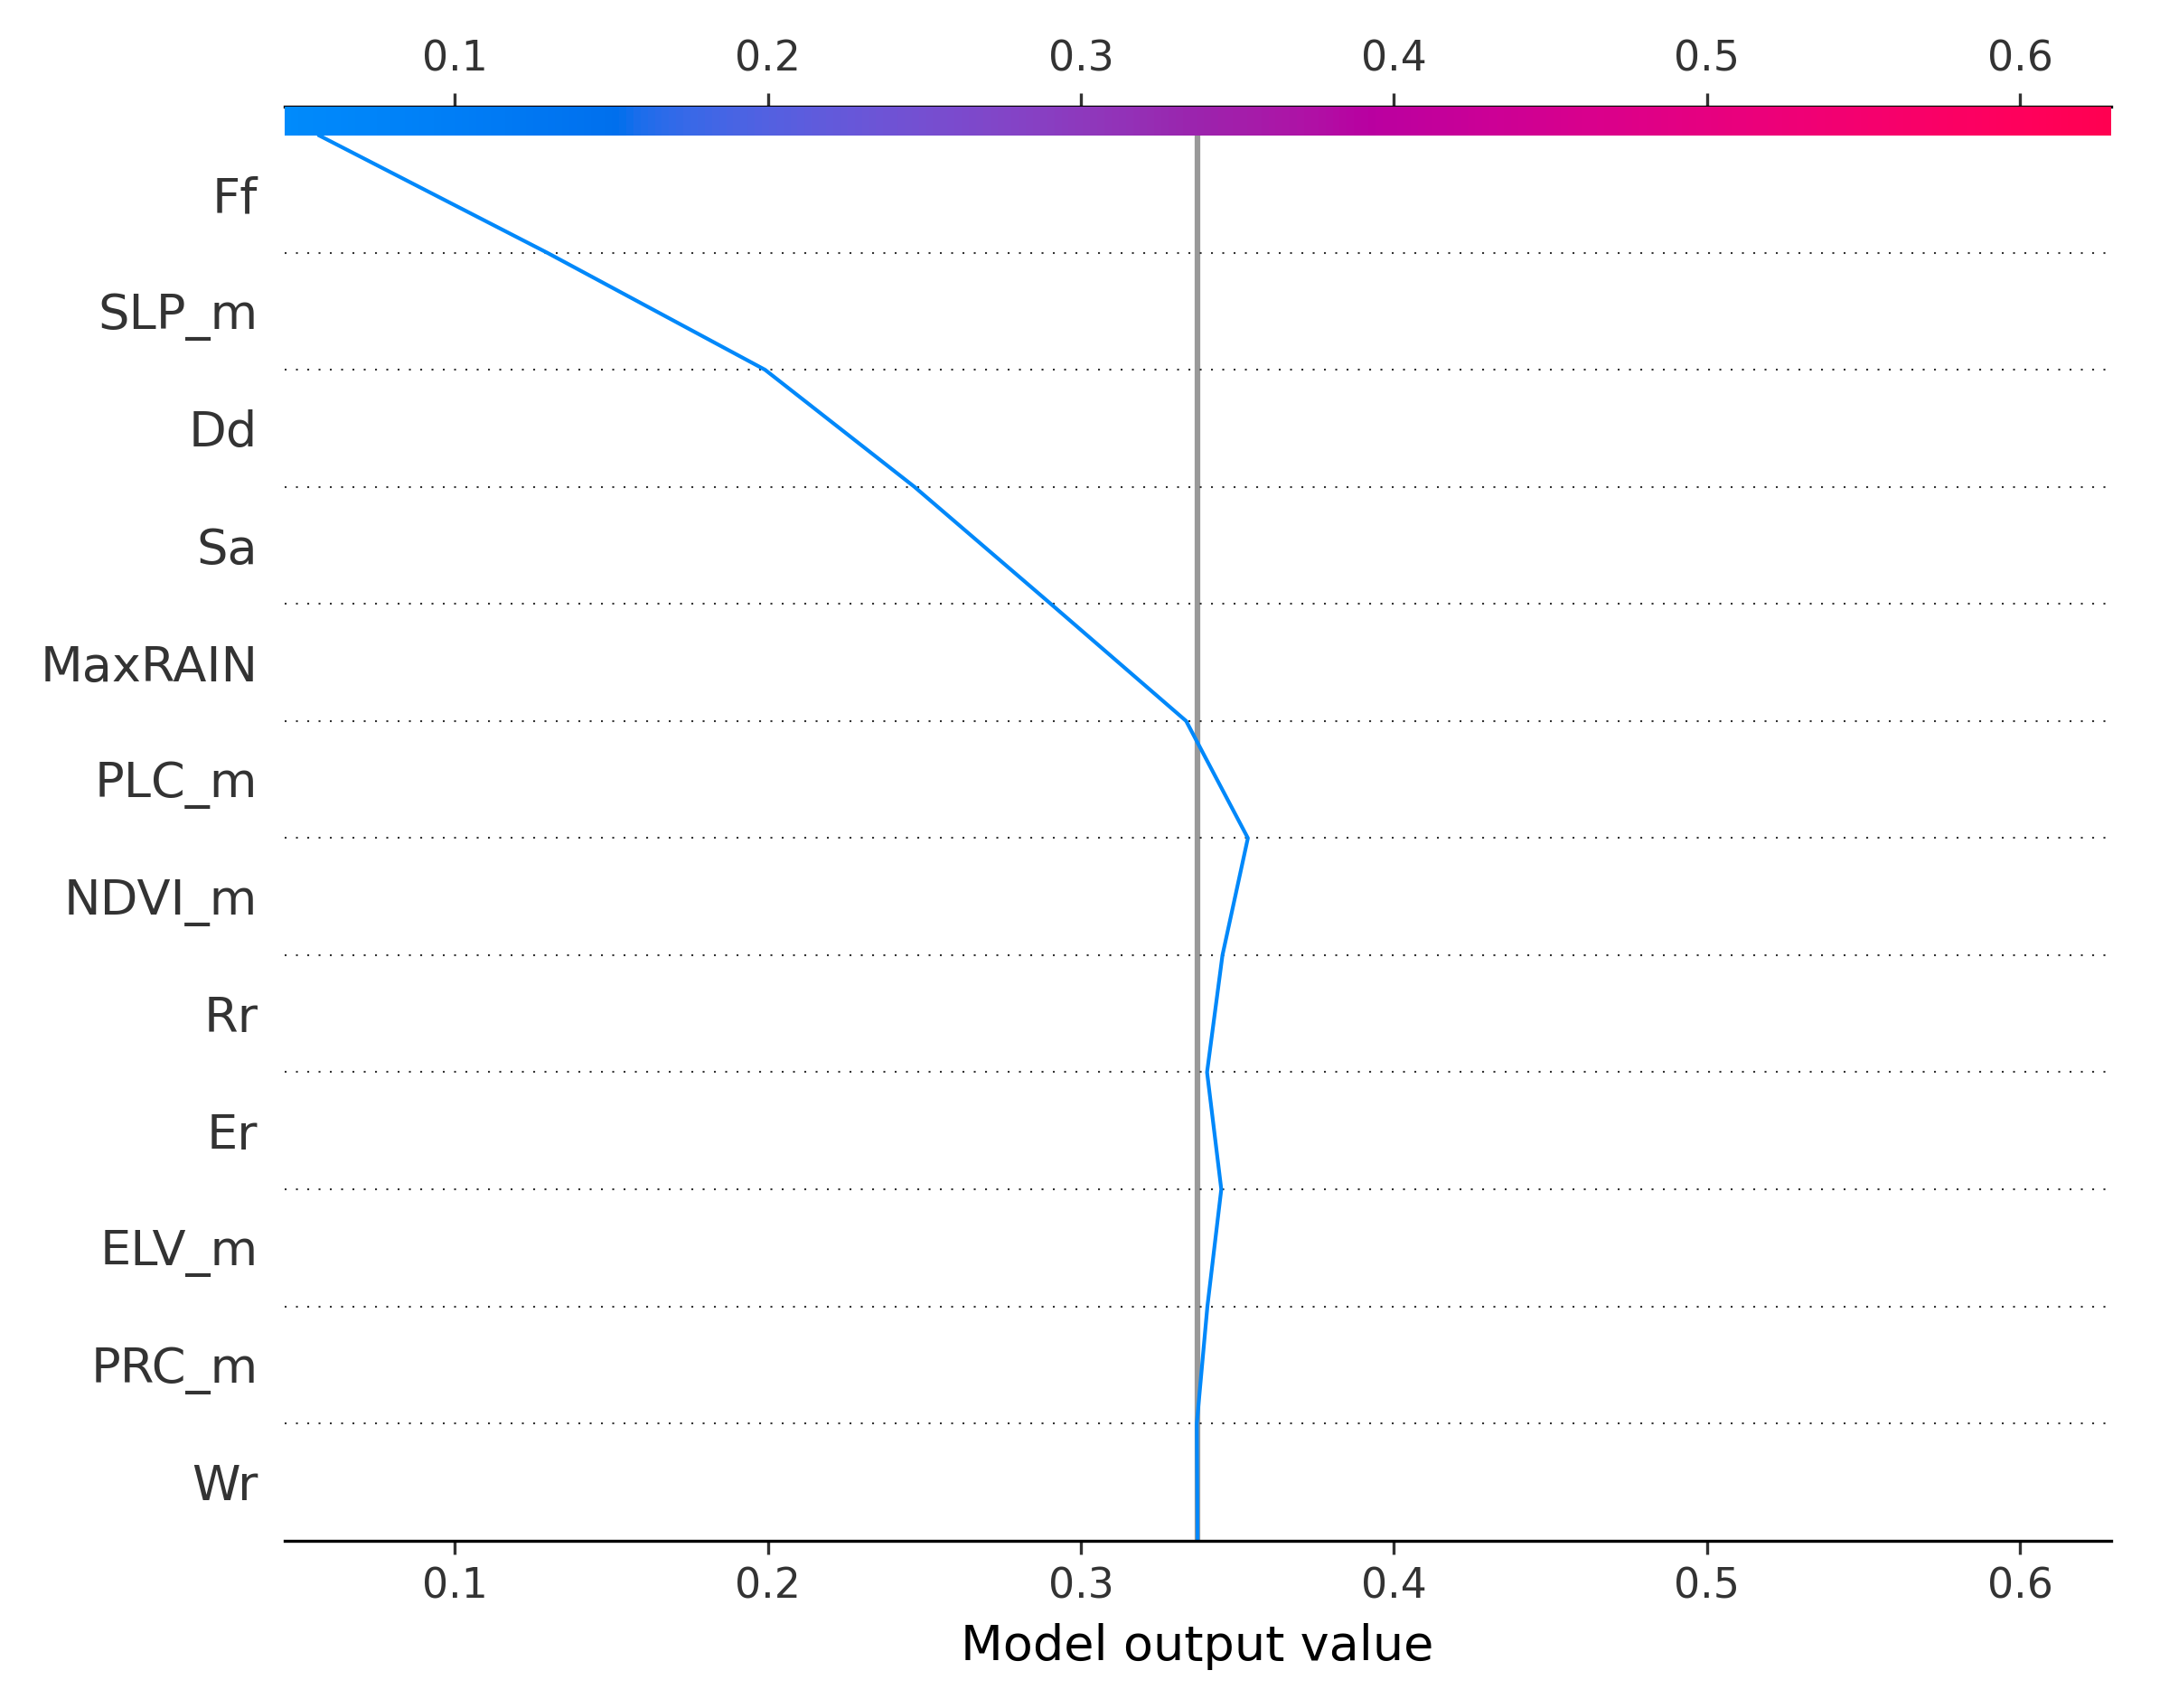 0.1 0.2 0.3 0.4 0.5 0.6
Ff
SLP_m
Dd
Sa
MaxRAIN
PLC_m
NDVI_m
Rr
Er
ELV_m
PRC_m
Wr
0.1 0.2 0.3 0.4 0.5 0.6
Model output value